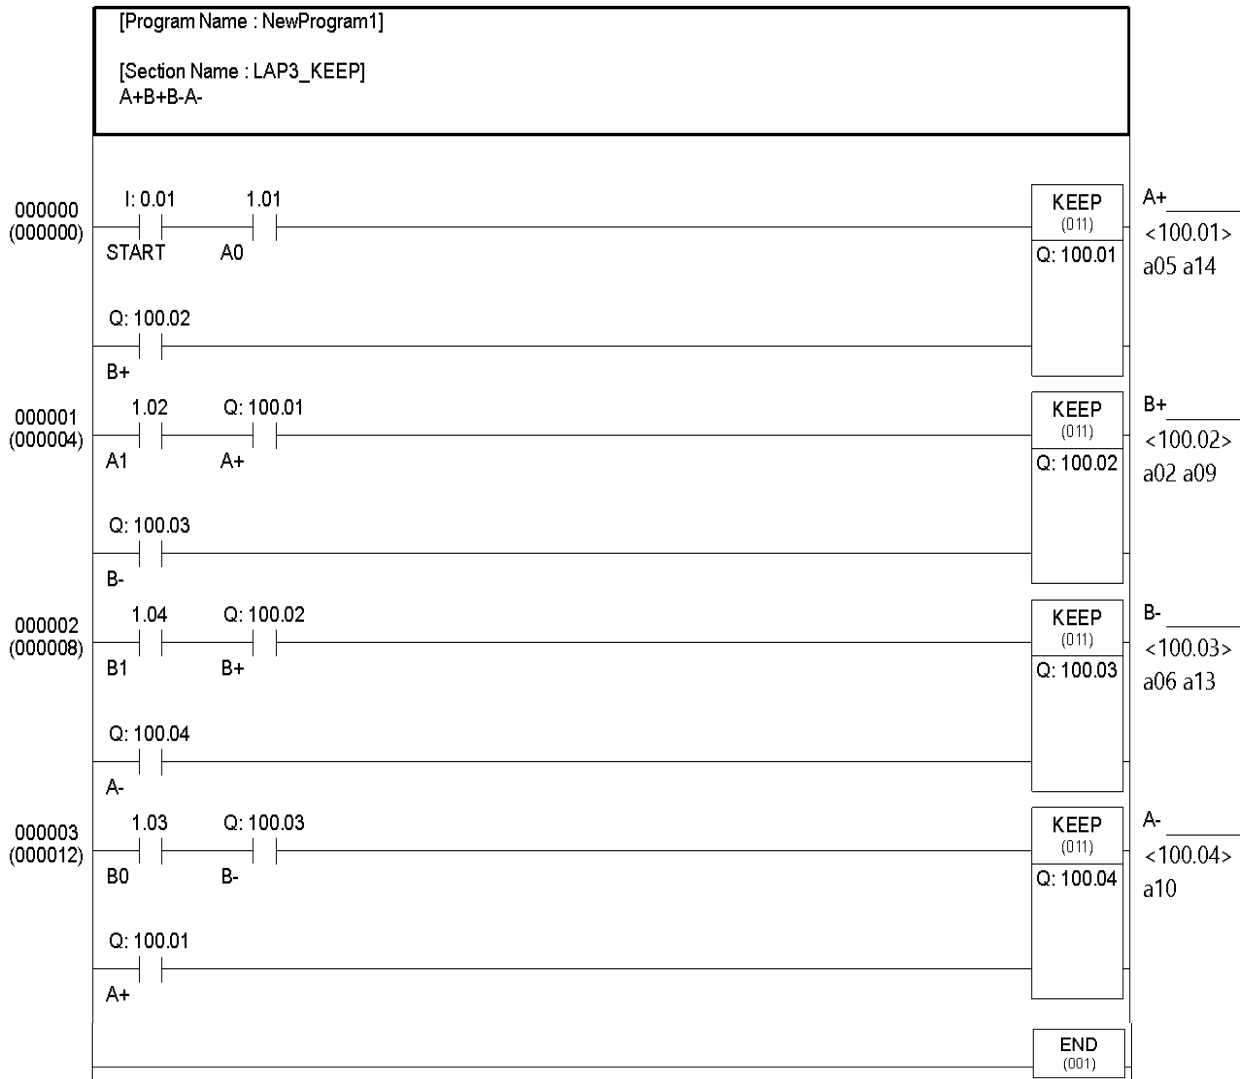 [Program Name : NewProgram1]
[Section Name : LAP3_KEEP]
A+B+B-A-
000000
(000000)
I: 0.01
1.01
START
A0
KEEP
(011)
Q: 100.01
A+
<100.01>
a05 a14
Q: 100.02
B+
000001
(000004)
1.02
Q: 100.01
A1
A+
KEEP
(011)
Q: 100.02
B+
<100.02>
a02 a09
Q: 100.03
B-
000002
(000008)
1.04
Q: 100.02
B1
B+
KEEP
(011)
Q: 100.03
B-
<100.03>
a06 a13
Q: 100.04
A-
000003
(000012)
1.03
Q: 100.03
B0
B-
KEEP
(011)
Q: 100.04
A-
<100.04>
a10
Q: 100.01
A+
END
(001)